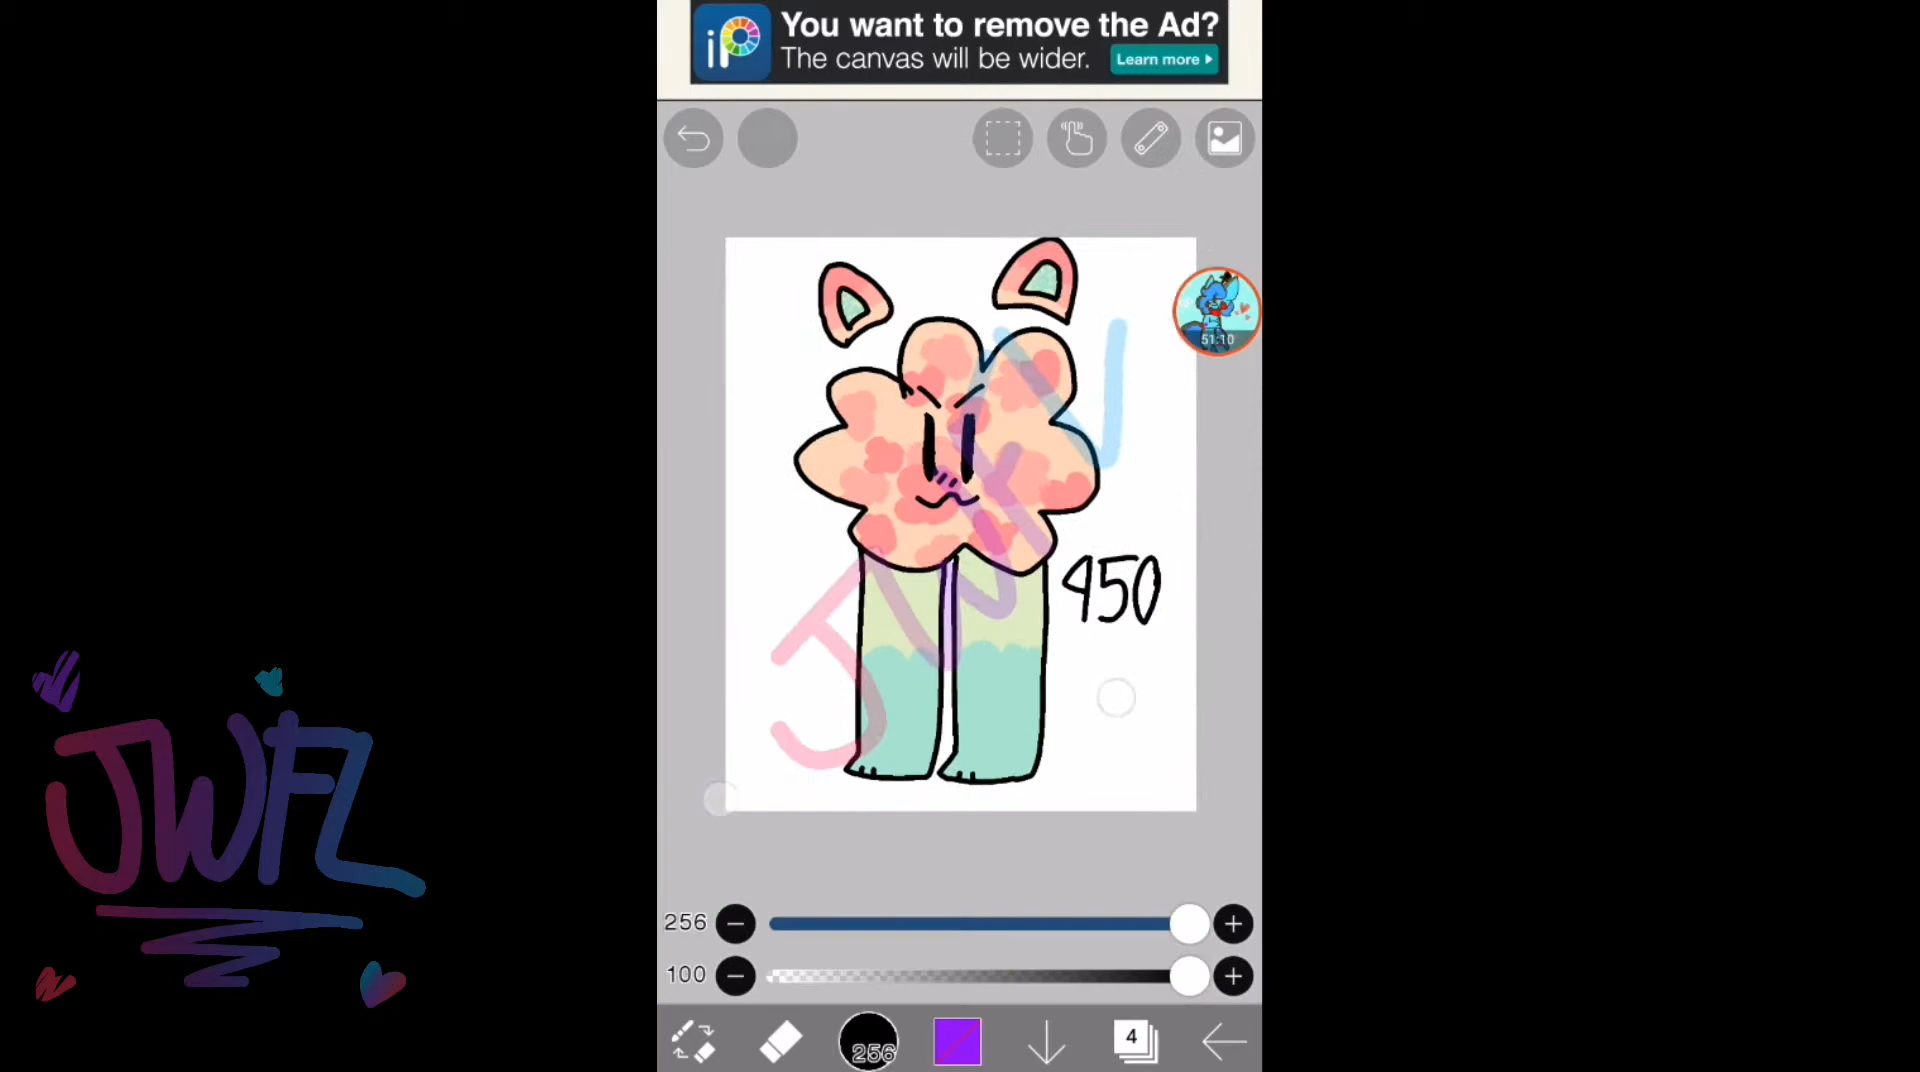 iP
You want to remove the Ad?
The canvas will be wider.
Learn more
51:10
450
JWFL
256
100
256
4